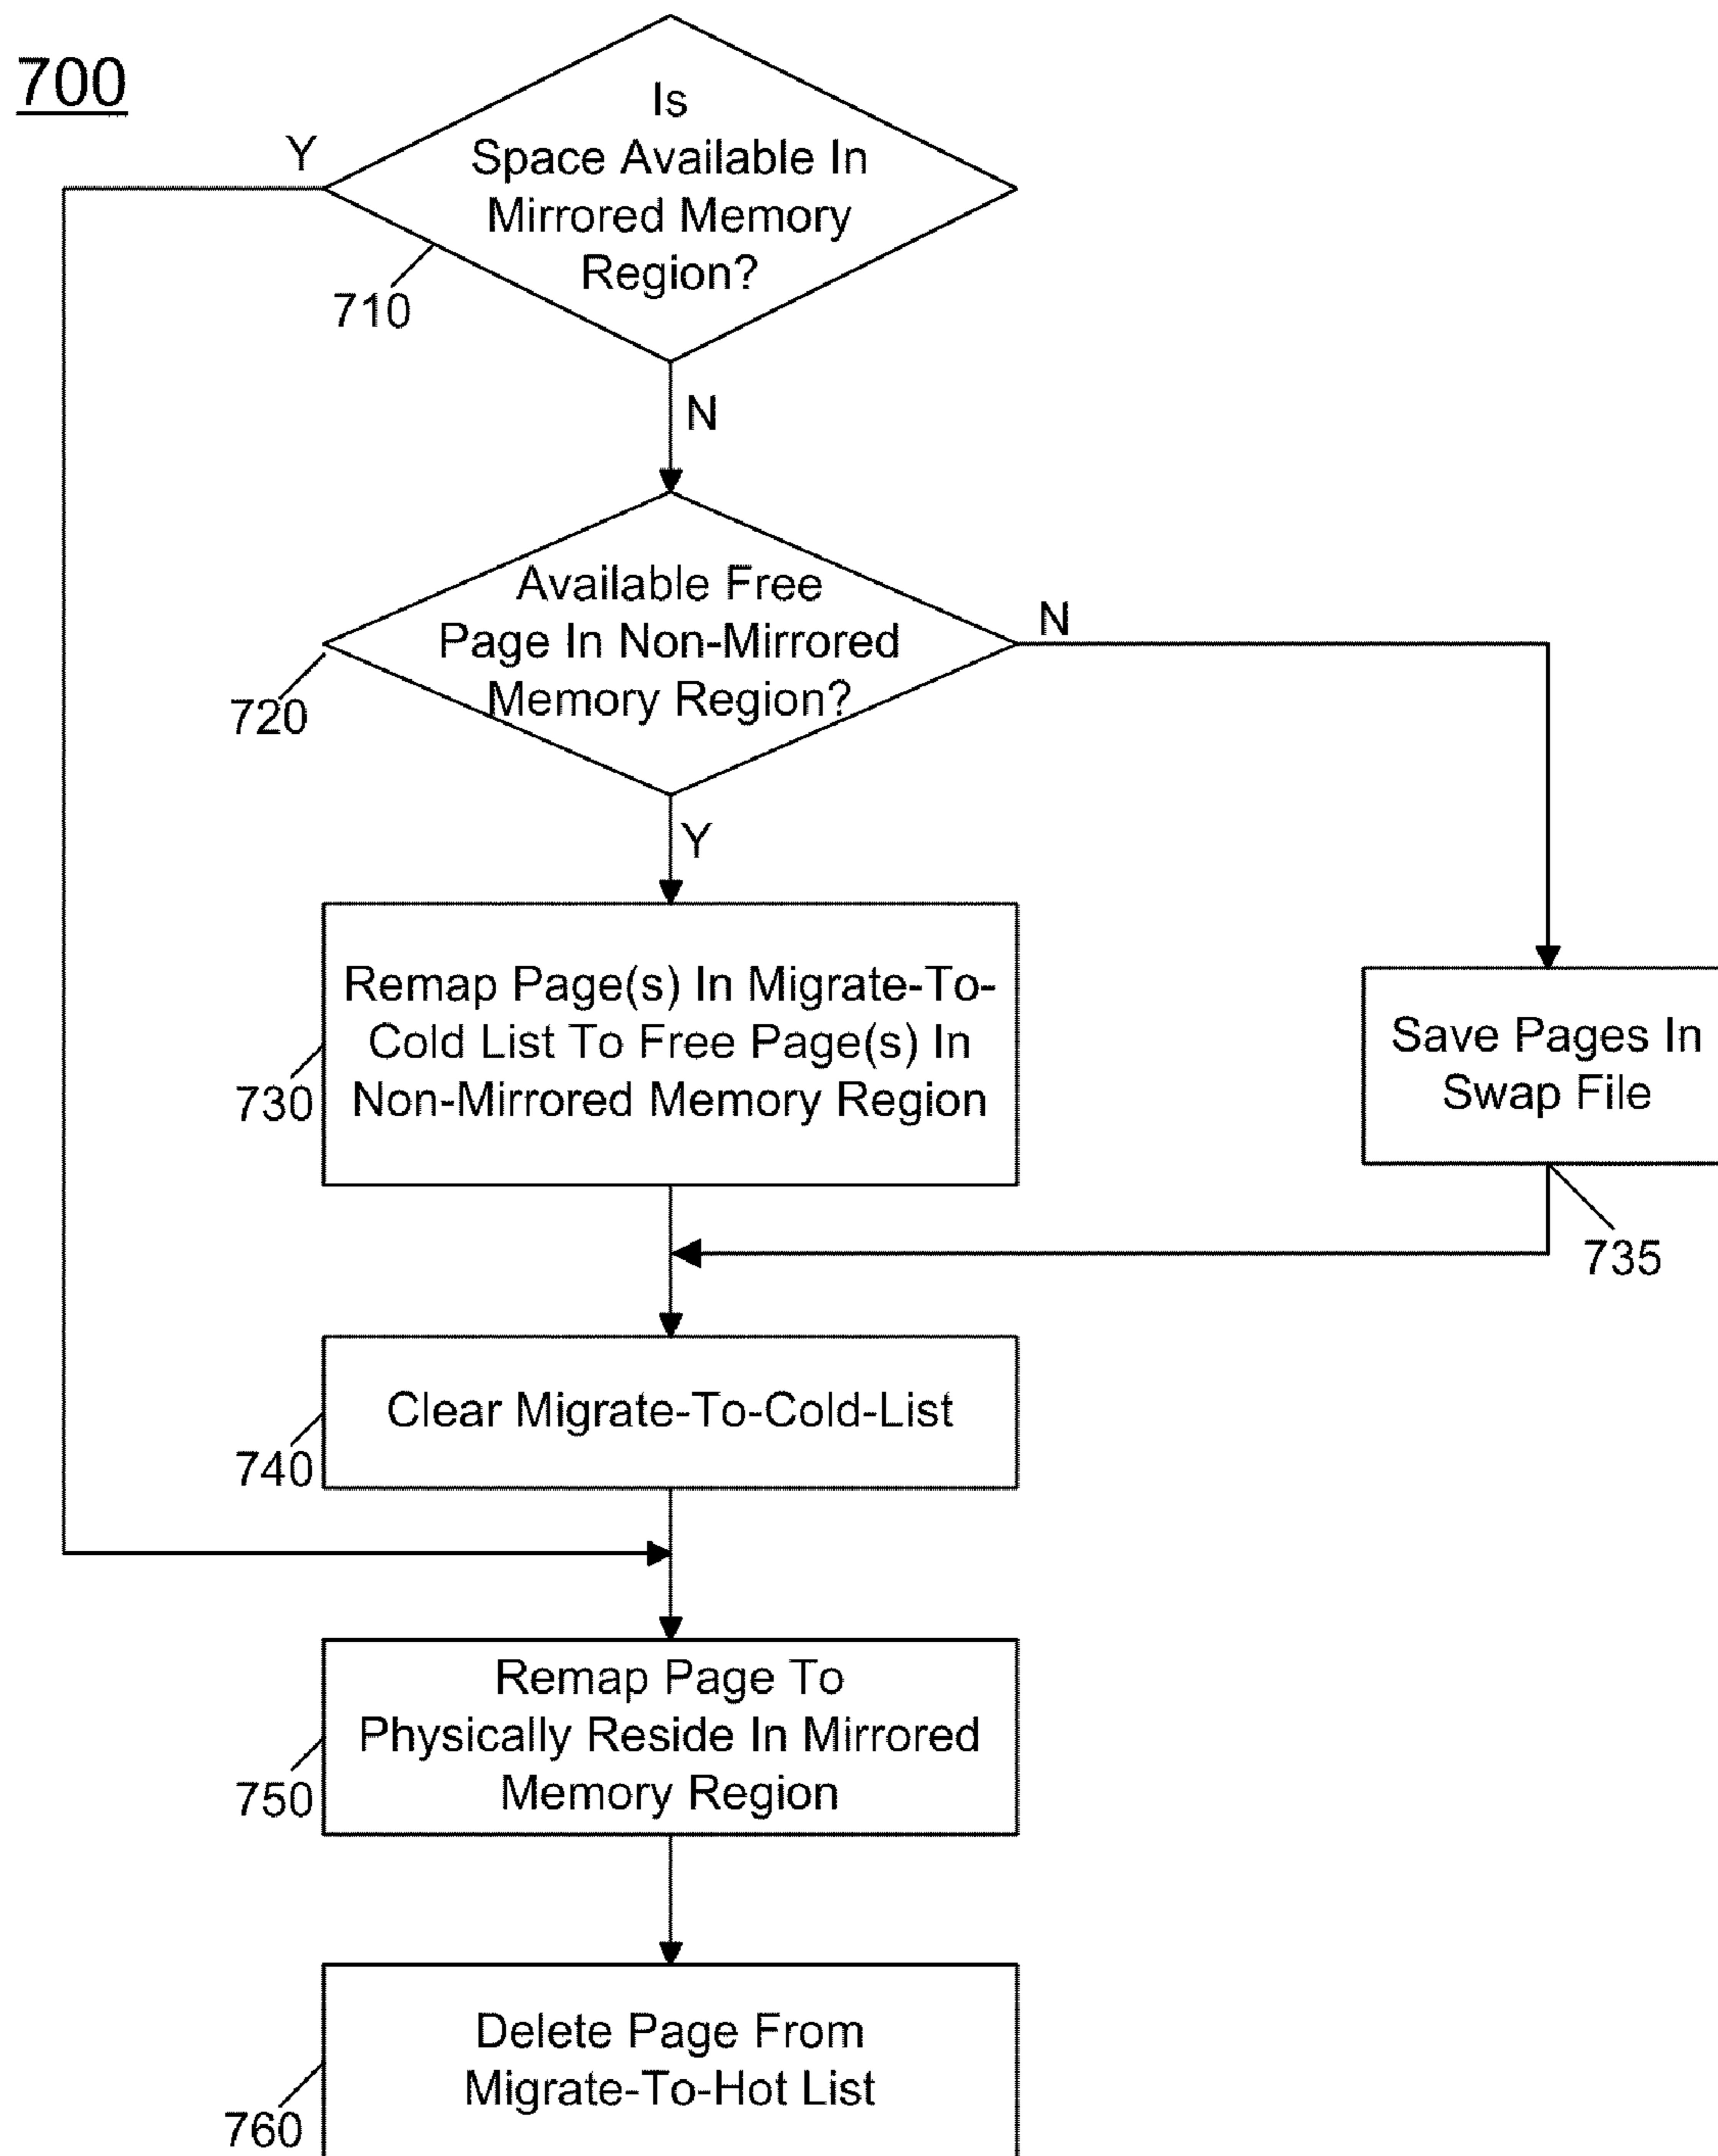 700
Is
Space Available In
Mirrored Memory
Region?
Y
710
N
Available Free
Page In Non-Mirrored
Memory Region?
N
720
Y
Remap Page(s) In Migrate-To-
Cold List To Free Page(s) In
Non-Mirrored Memory Region
730
Save Pages In
Swap File
735
Clear Migrate-To-Cold-List
740
Remap Page To
Physically Reside In Mirrored
Memory Region
750
Delete Page From
Migrate-To-Hot List
760